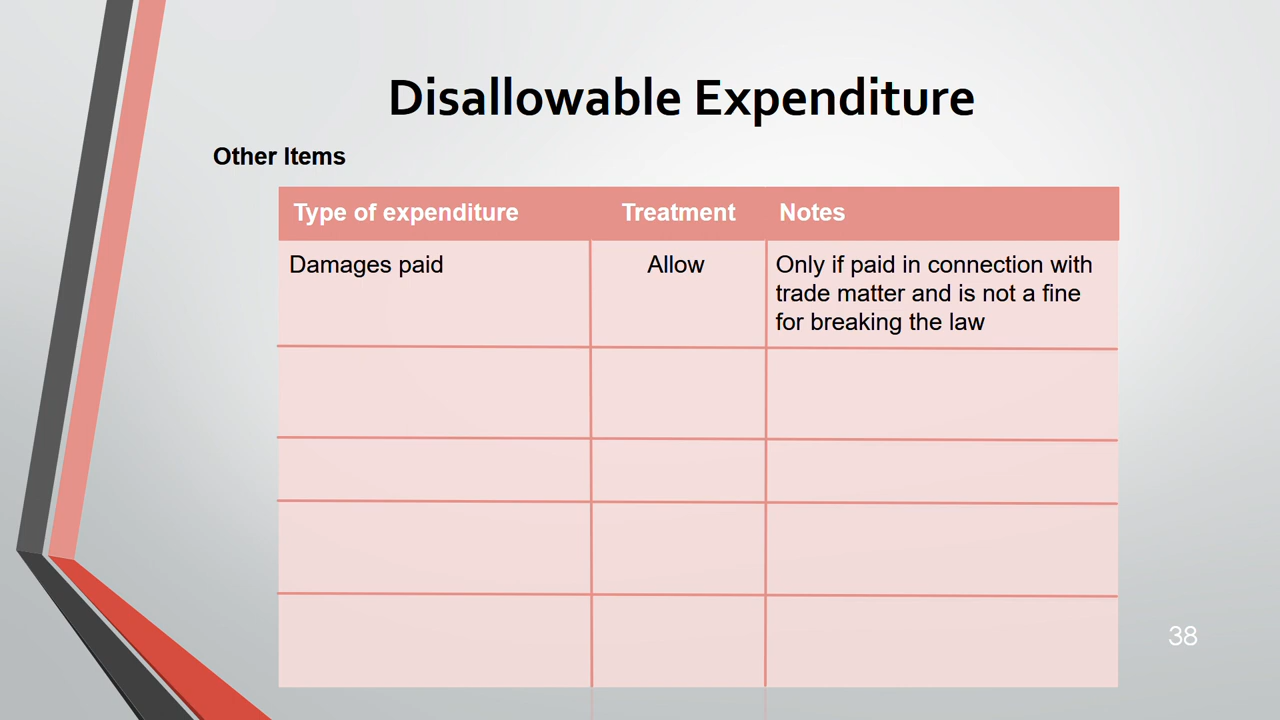 Disallowable Expenditure
Other Items
Type of expenditure Treatment Notes
Damages paid Allow Only if paid in connection with
trade matter and is not a fine
for breaking the law
38